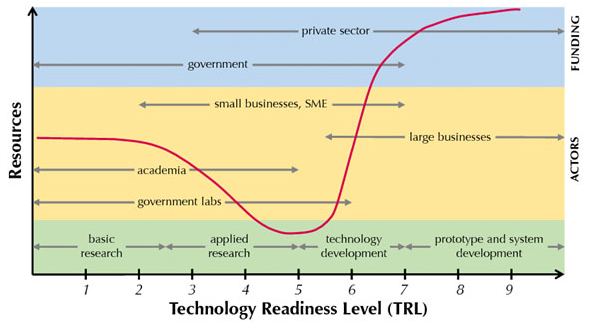 private sector
government
FUNDING
small businesses, SME
large businesses
academia
government labs
ACTORS
Resources
basic
research
applied
research
technology
development
prototype and system
development
1 2 3 4 5 6 7 8 9
Technology Readiness Level (TRL)